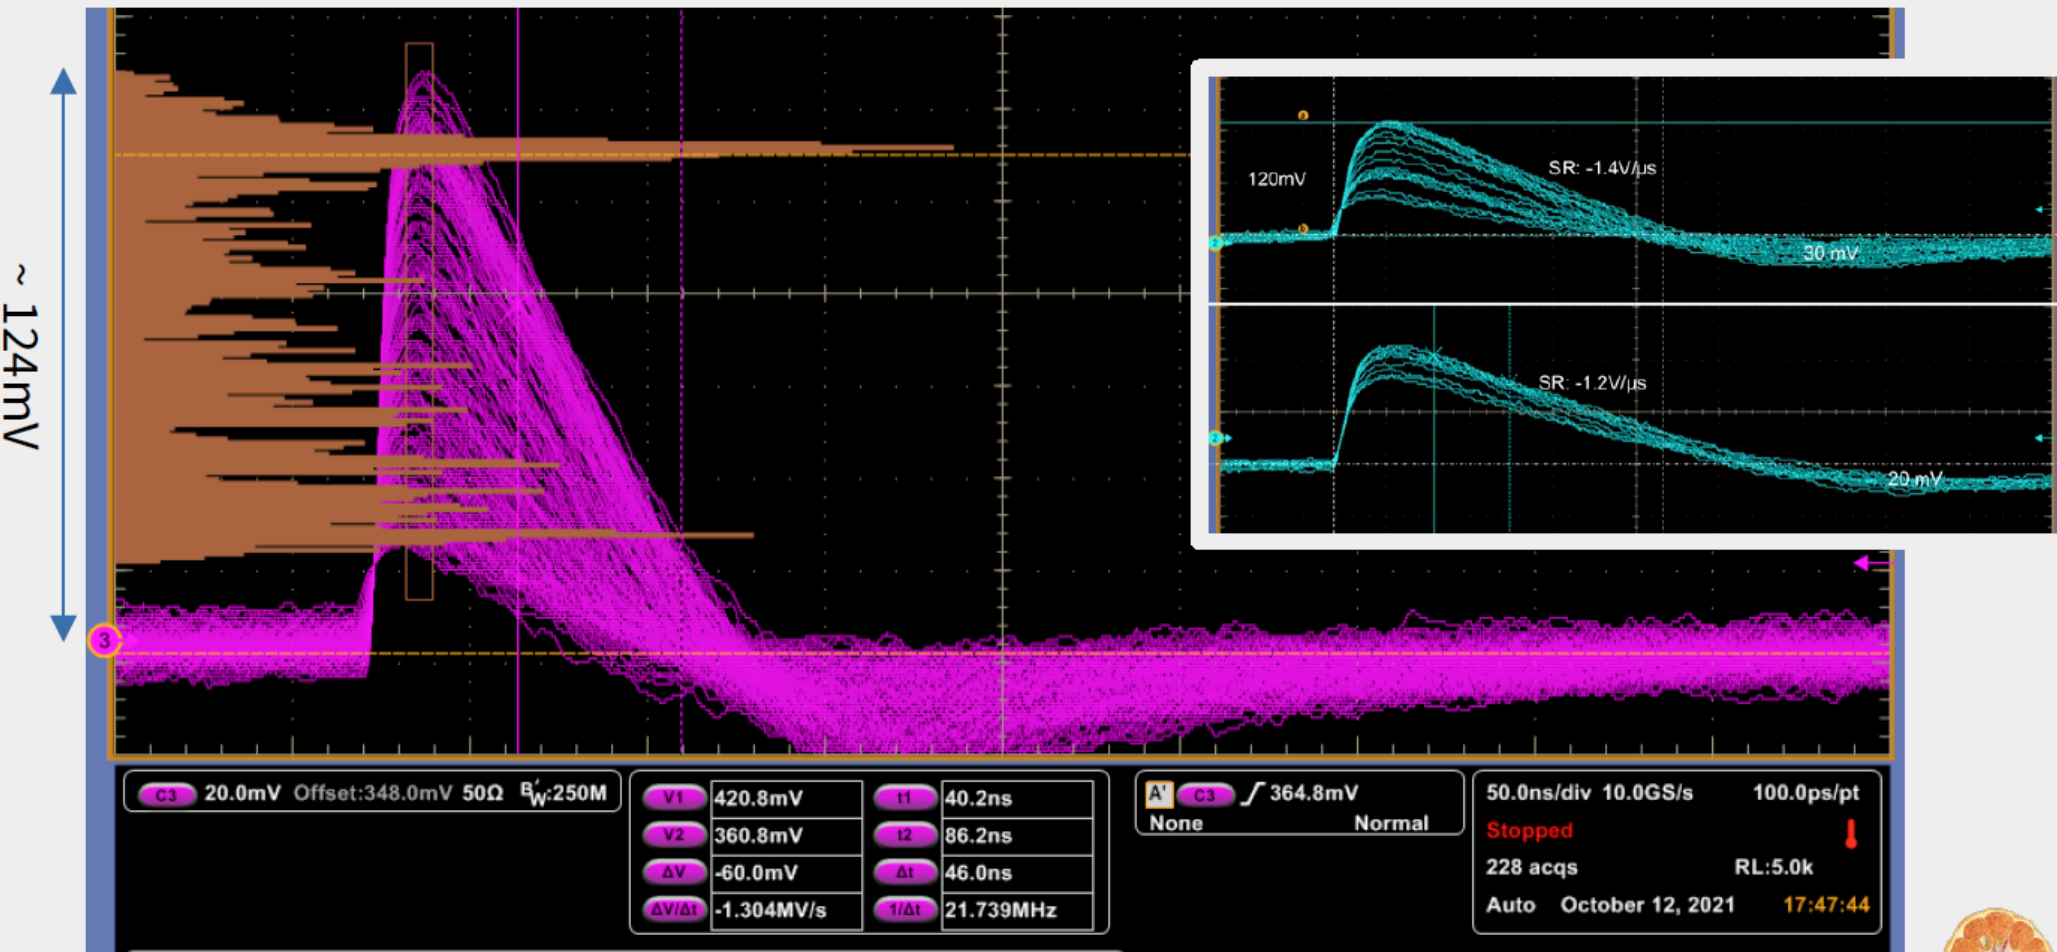 ~ 124mV
3
120mV
SR: -1.4V/µs
30 mV
2
SR: -1.2V/µs
2
20 mV
C3 20.0mV Offset:348.0mV 50Ω BW:250M
V1 420.8mV t1 40.2ns
V2 360.8mV t2 86.2ns
ΔV -60.0mV Δt 46.0ns
ΔV/Δt -1.304MV/s 1/Δt 21.739MHz
A' C3 364.8mV
None Normal
50.0ns/div 10.0GS/s 100.0ps/pt
Stopped
228 acqs RL:5.0k
Auto October 12, 2021 17:47:44